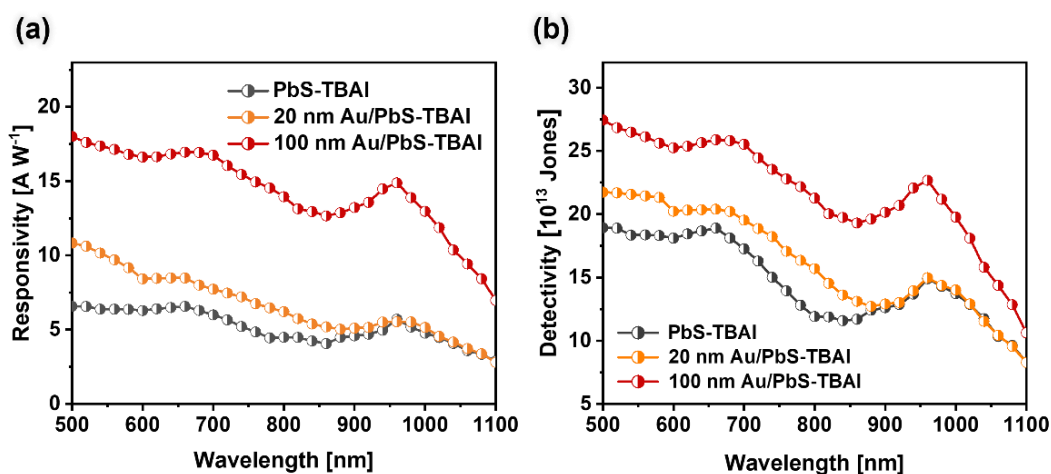 (a)
Responsivity [A W⁻¹]
20
15
10
5
0
PbS-TBAI
20 nm Au/PbS-TBAI
100 nm Au/PbS-TBAI
500 600 700 800 900 1000 1100
Wavelength [nm]
(b)
Detectivity [10¹³ Jones]
30
25
20
15
10
5
PbS-TBAI
20 nm Au/PbS-TBAI
100 nm Au/PbS-TBAI
500 600 700 800 900 1000 1100
Wavelength [nm]